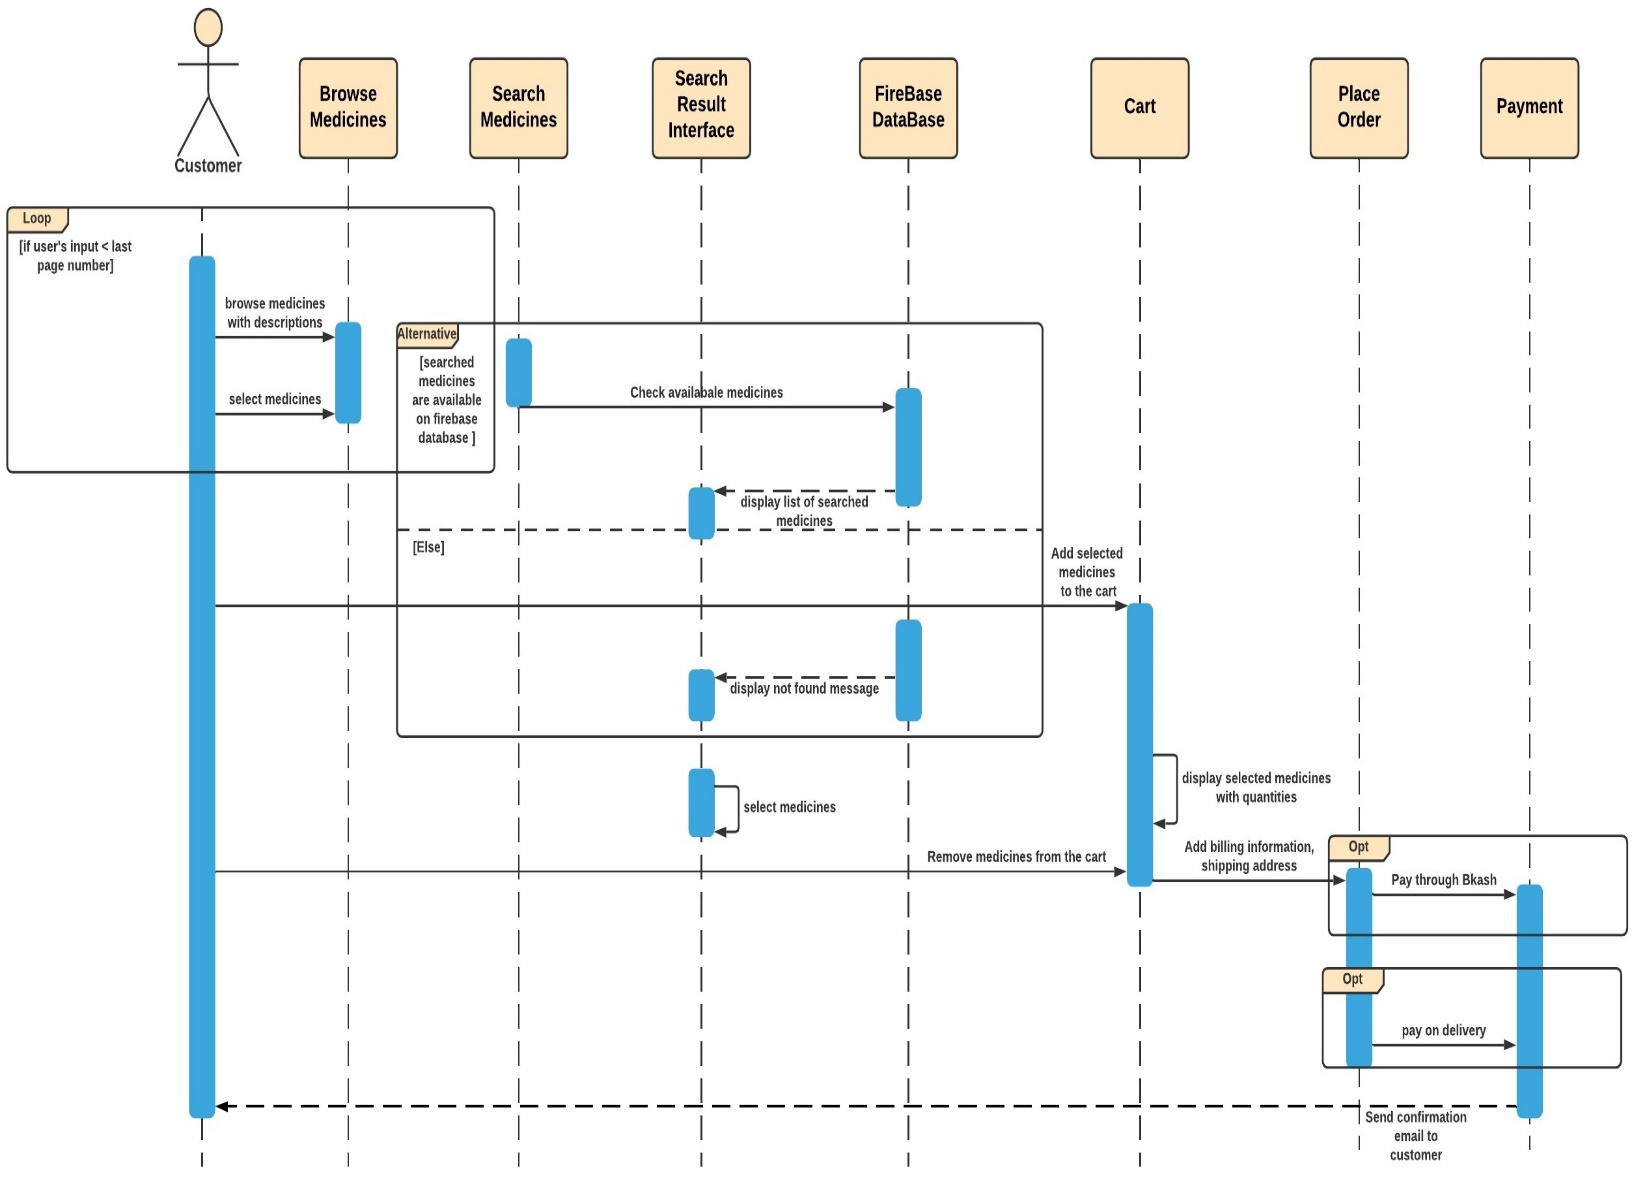 Customer
Browse
Medicines
Search
Medicines
Search
Result
Interface
FireBase
DataBase
Cart
Place
Order
Payment
Loop
[if user's input < last
page number]
browse medicines
with descriptions
select medicines
Alternative
[searched
medicines
are available
on firebase
database ]
Check availabale medicines
display list of searched
medicines
[Else]
Add selected
medicines
to the cart
display not found message
select medicines
display selected medicines
with quantities
Remove medicines from the cart
Add billing information,
shipping address
Opt
Pay through Bkash
Opt
pay on delivery
Send confirmation
email to
customer